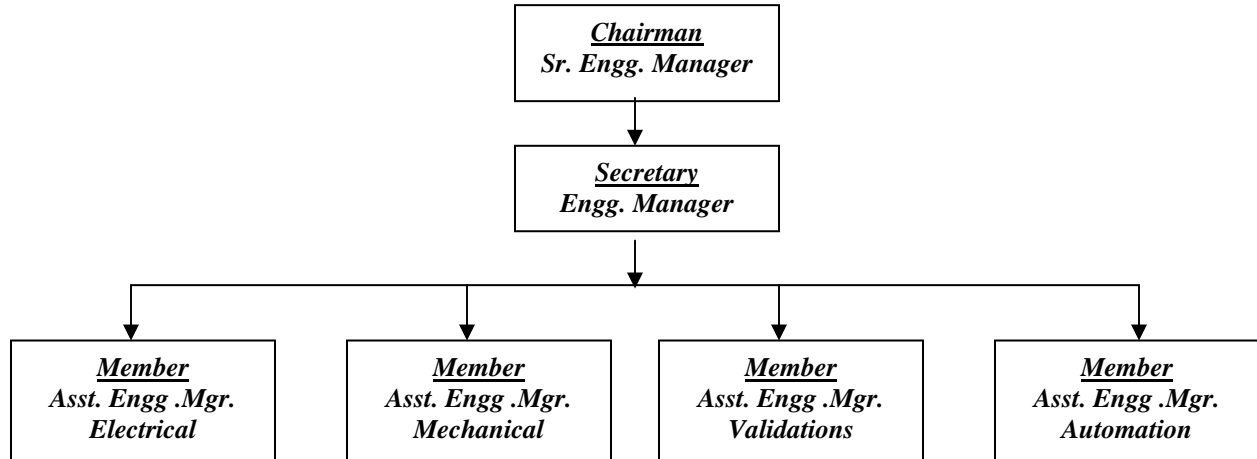 Chairman
Sr. Engg. Manager
Secretary
Engg. Manager
Member
Asst. Engg .Mgr.
Electrical
Member
Asst. Engg .Mgr.
Mechanical
Member
Asst. Engg .Mgr.
Validations
Member
Asst. Engg .Mgr.
Automation